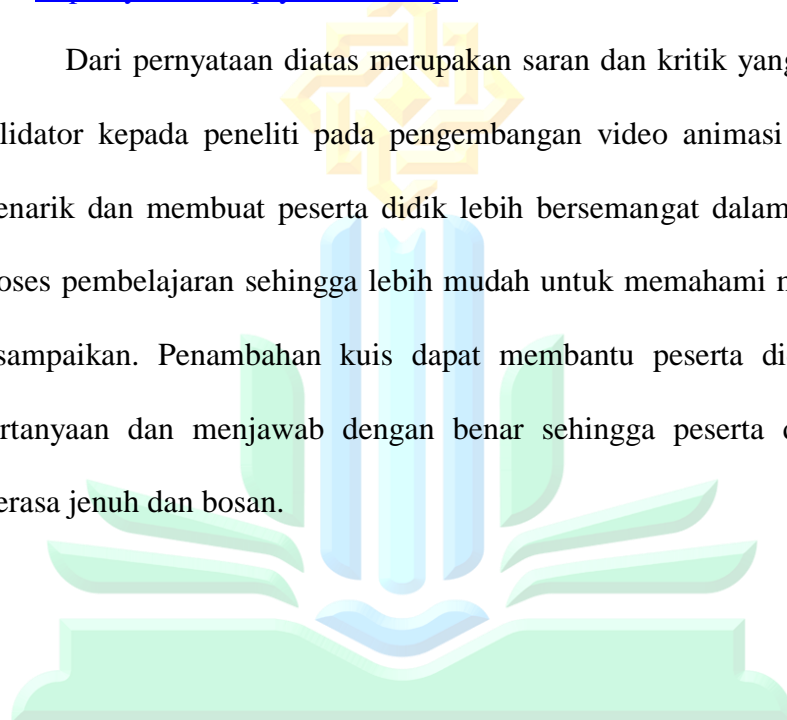 Dari pernyataan diatas merupakan saran dan kritik yang
lidator kepada peneliti pada pengembangan video animasi
enarik dan membuat peserta didik lebih bersemangat dalam
oses pembelajaran sehingga lebih mudah untuk memahami
sampaikan. Penambahan kuis dapat membantu peserta
ertanyaan dan menjawab dengan benar sehingga peserta
erasa jenuh dan bosan.